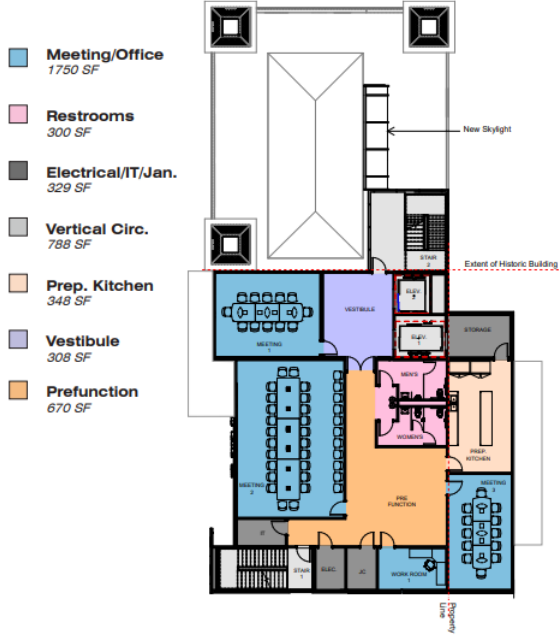 Meeting/Office
1750 SF
Restrooms
300 SF
Electrical/IT/Jan.
329 SF
Vertical Circ.
788 SF
Prep. Kitchen
348 SF
Vestibule
308 SF
Prefunction
670 SF
New Skylight
STAIR
2
Extent of Historic Building
ELEV.
2
VESTIBULE
ELEV.
1
STORAGE
MEETING
1
MEN'S
WOMEN'S
PREP.
KITCHEN
MEETING
2
MEETING
3
PRE
FUNCTION
IT
STAIR
1
ELEC.
JC
WORK ROOM
1
Property
Line